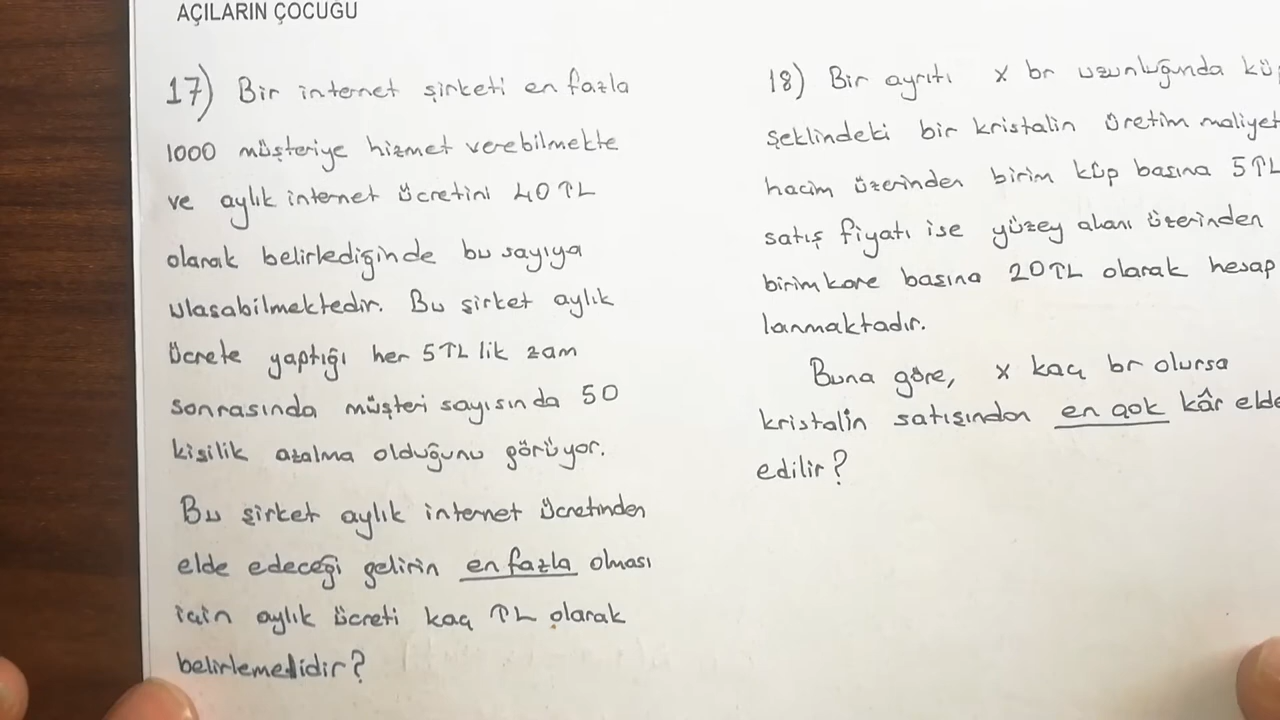 AÇILARIN ÇOCUĞU
17) Bir internet şirketi en fazla
1000 müşteriye hizmet verebilmekte
ve aylık internet ücretini 40 TL
olarak belirlediğinde bu sayıya
ulaşabilmektedir. Bu şirket aylık
ücrete yaptığı her 5 TL lik zam
sonrasında müşteri sayısında 50
kişilik azalma olduğunu görüyor.
Bu şirket aylık internet ücretinden
elde edeceği gelirin en fazla olması
için aylık ücreti kaç TL olarak
belirlemelidir?
18) Bir ayrıtı x br uzunluğunda kü
şeklindeki bir kristalin üretim maliyet
hacim üzerinden birim küp başına 5 TL
satış fiyatı ise yüzey alanı üzerinden
birimkare başına 20 TL olarak hesap
lanmaktadır.
Buna göre, x kaç br olursa
kristalin satışından en çok kâr elde
edilir?